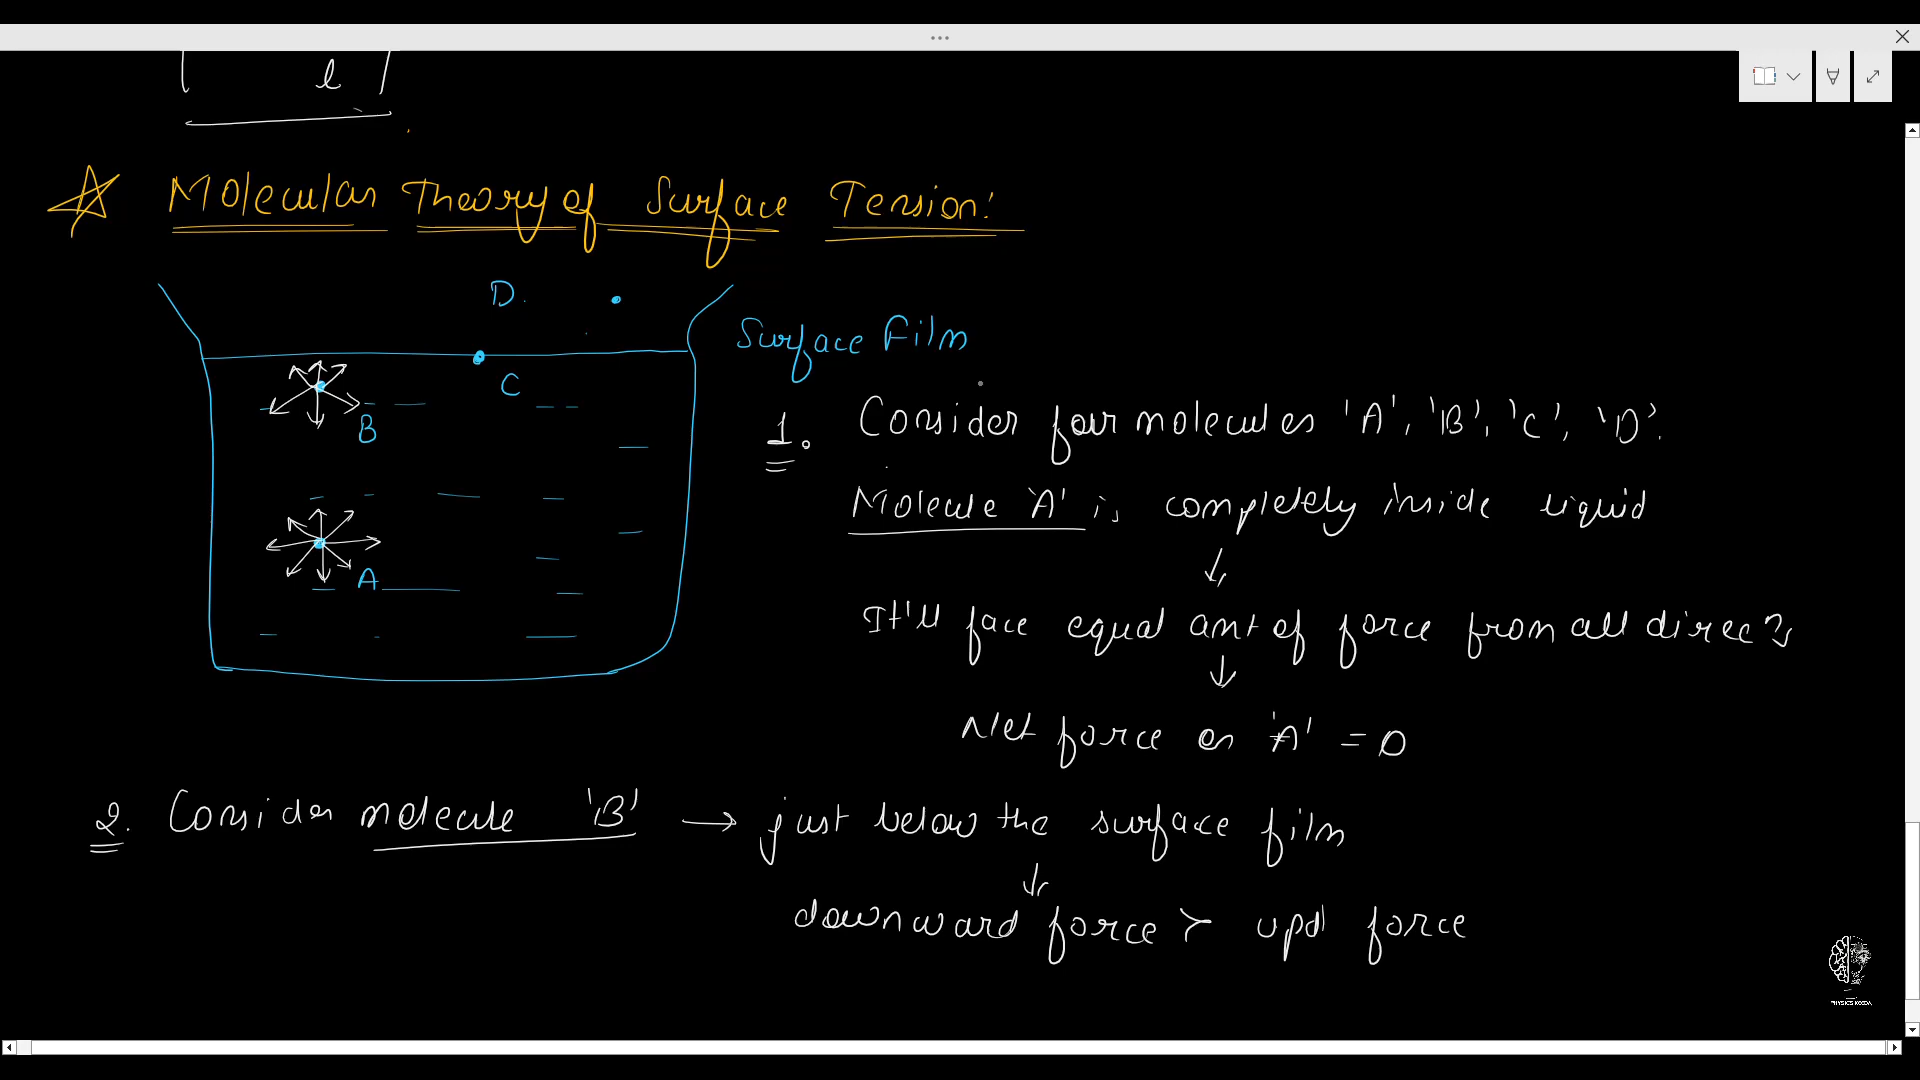 l
Molecular Theory of Surface Tension:
D.
Surface Film
C
B
1. Consider four molecules 'A', 'B', 'C', 'D'.
Molecule 'A' is completely inside liquid
↓
It'll face equal amt of force from all direc
A
↓
Net force on 'A' = 0
2. Consider molecule 'B' → just below the surface film
↓
downward force > upd force